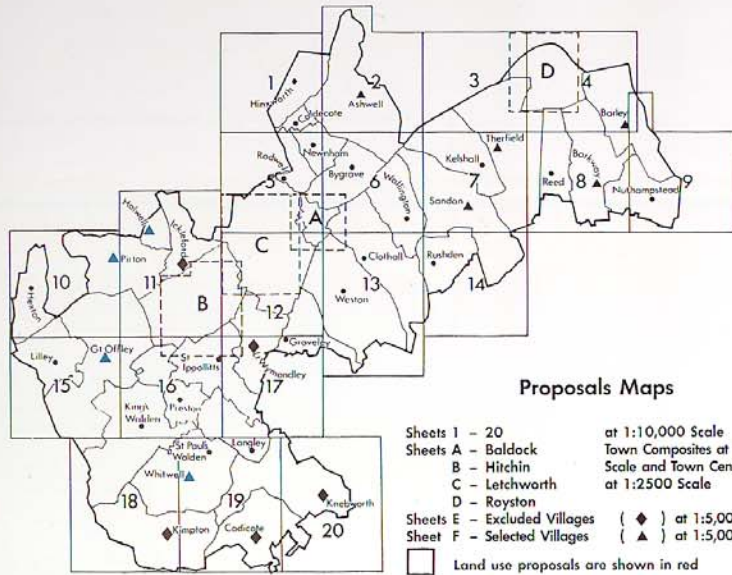 1
2
3
D
4
Hinxworth
Ashwell
Caldecote
Barley
Therfield
Newnham
Radwell
Bygrave
Kelshall
Barkway
5
6
Wallington
7
Reed
8
9
Nuthampstead
Holwell
Ickleford
A
Sandon
C
Pirton
Clothall
Rushden
10
11
13
14
Hexton
B
Weston
12
Graveley
Lilley
Gt Offley
St Ippollitts
Wymondley
15
16
17
King's Walden
Preston
Proposals Maps
St Pauls Walden
Langley
Whitwell
18
19
20
Knebworth
Kimpton
Codicote
Sheets 1 - 20 at 1:10,000 Scale
Sheets A - Baldock Town Composites at
B - Hitchin Scale and Town Cen
C - Letchworth at 1:2500 Scale
D - Royston
Sheets E - Excluded Villages ( ♦ ) at 1:5,00
Sheet F - Selected Villages ( ▲ ) at 1:5,00
Land use proposals are shown in red